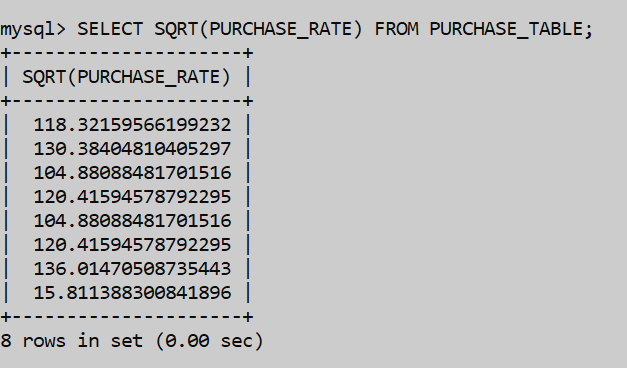 mysql> SELECT SQRT(PURCHASE_RATE) FROM PURCHASE_TABLE;
+---------------------+
| SQRT(PURCHASE_RATE) |
+---------------------+
|  118.32159566199232 |
|  130.38404810405297 |
|  104.88088481701516 |
|  120.41594578792295 |
|  104.88088481701516 |
|  120.41594578792295 |
|  136.01470508735443 |
|  15.811388300841896 |
+---------------------+
8 rows in set (0.00 sec)